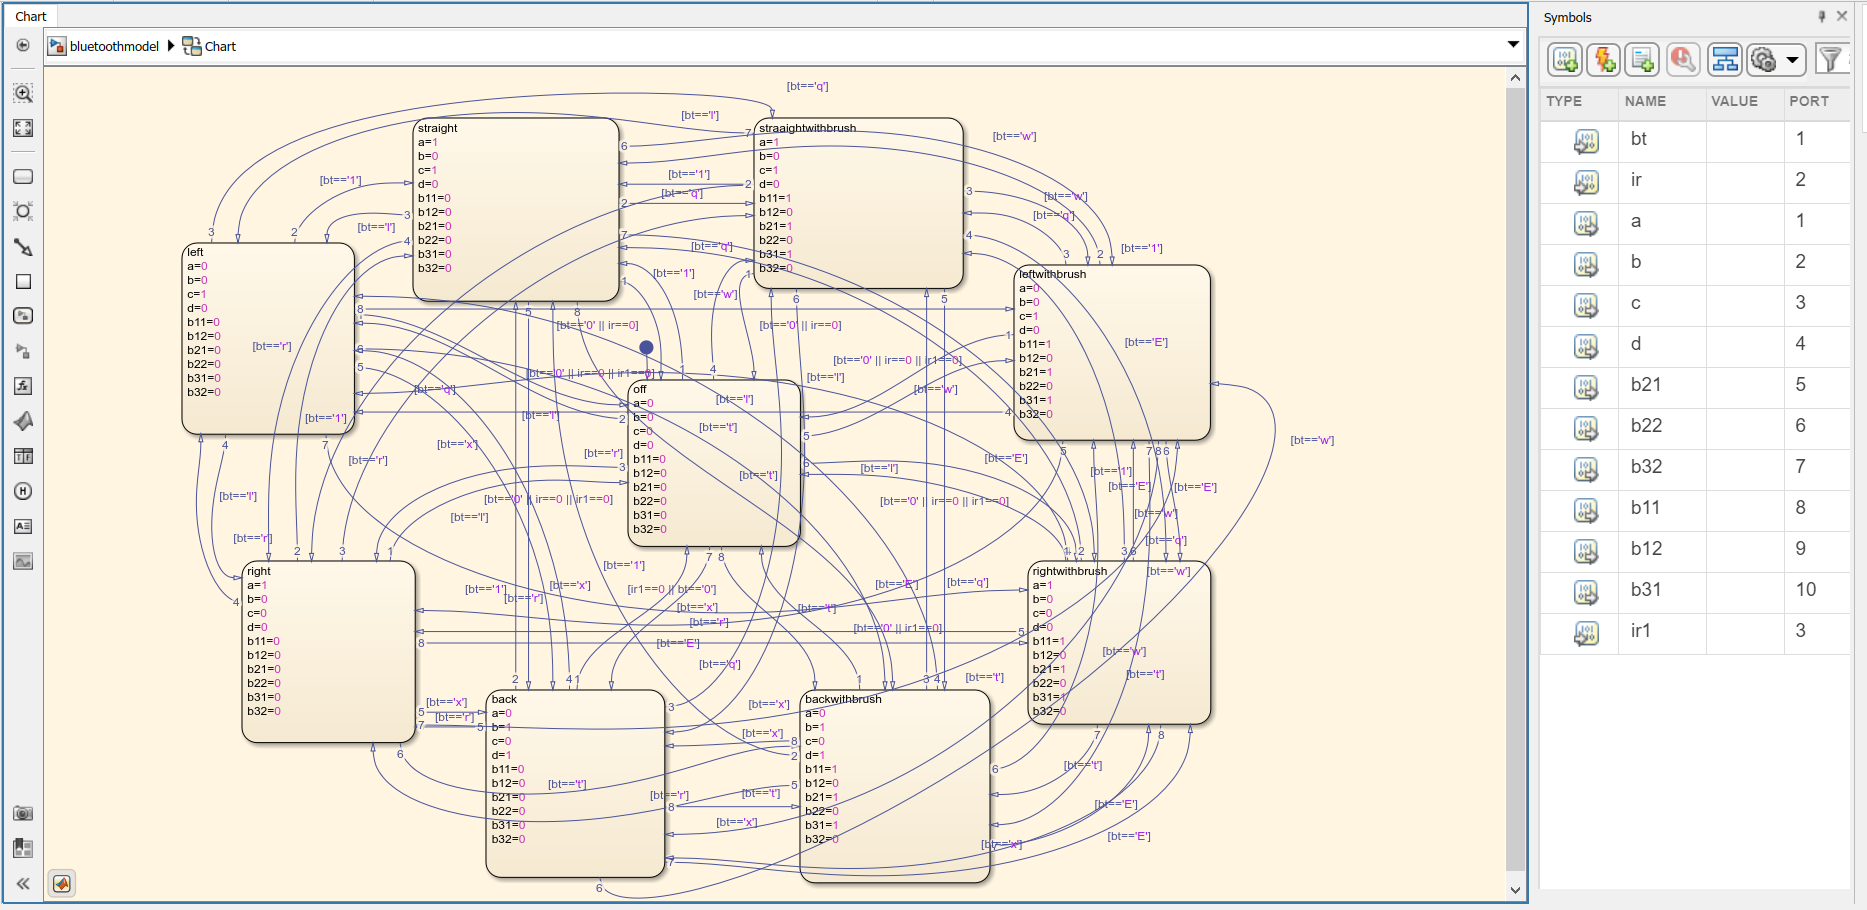 Chart
bluetoothmodel ▶ Chart
Symbols
TYPE NAME VALUE PORT
bt 1
ir 2
a 1
b 2
c 3
d 4
b21 5
b22 6
b32 7
b11 8
b12 9
b31 10
ir1 3
[bt=='q']
[bt=='l']
[bt=='w']
straight
a=1
b=0
c=1
d=0
b11=0
b12=0
b21=0
b22=0
b31=0
b32=0
straaightwithbrush
a=1
b=0
c=1
d=0
b11=1
b12=0
b21=1
b22=0
b31=1
b32=0
[bt=='1']
[bt=='1']
[bt=='q']
[bt=='w']
[bt=='q']
[bt=='l']
[bt=='q']
[bt=='1']
[bt=='1']
[bt=='w']
left
a=0
b=0
c=1
d=0
b11=0
b12=0
b21=0
b22=0
b31=0
b32=0
leftwithbrush
a=0
b=0
c=1
d=0
b11=1
b12=0
b21=1
b22=0
b31=1
b32=0
[bt=='0' || ir==0]
[bt=='0' || ir==0]
[bt=='r']
[bt=='E']
[bt=='0' || ir==0 || ir1==0]
[bt=='0' || ir==0 || ir1==0]
[bt=='l']
[bt=='q']
[bt=='w']
off
a=0
b=0
c=0
d=0
b11=0
b12=0
b21=0
b22=0
b31=0
b32=0
[bt=='l']
[bt=='t']
[bt=='t']
[bt=='1']
[bt=='l']
[bt=='x']
[bt=='r']
[bt=='r']
[bt=='E']
[bt=='l']
[bt=='w']
[bt=='1']
[bt=='E']
[bt=='E']
[bt=='l']
[bt=='0' || ir==0 || ir1==0]
[bt=='0' || ir==0 || ir1==0]
[bt=='l']
[bt=='w']
[bt=='r']
[bt=='q']
[bt=='1']
right
a=1
b=0
c=0
d=0
b11=0
b12=0
b21=0
b22=0
b31=0
b32=0
rightwithbrush
a=1
b=0
c=0
d=0
b11=1
b12=0
b21=1
b22=0
b31=1
b32=0
[bt=='w']
[bt=='1']
[bt=='r']
[bt=='x']
[ir1==0 || bt=='0']
[bt=='E']
[bt=='q']
[bt=='x']
[bt=='t']
[bt=='r']
[bt=='0' || ir1==0]
[bt=='E']
[bt=='w']
[bt=='q']
[bt=='t']
[bt=='t']
back
a=0
b=1
c=0
d=1
b11=0
b12=0
b21=0
b22=0
b31=0
b32=0
backwithbrush
a=0
b=1
c=0
d=1
b11=1
b12=0
b21=1
b22=0
b31=1
b32=0
[bt=='x']
[bt=='r']
[bt=='x']
[bt=='x']
[bt=='t']
[bt=='t']
[bt=='r']
[bt=='t']
[bt=='E']
[bt=='x']
[bt=='E']
[bt=='x']